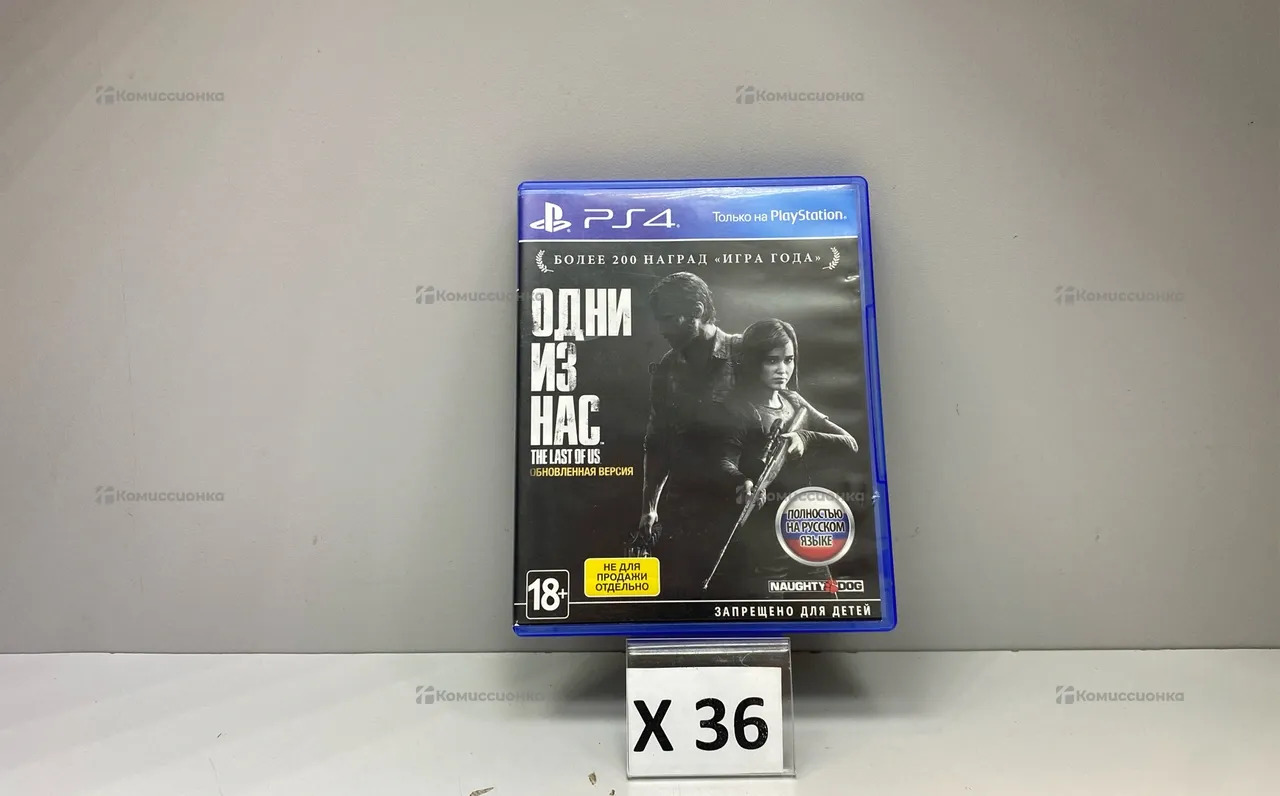 Комиссионка
Комиссионка
PS4
Только на PlayStation.
БОЛЕЕ 200 НАГРАД «ИГРА ГОДА»
Комиссионка
Комиссионка
ОДНИ
ИЗ
НАС
THE LAST OF US
ОБНОВЛЕННАЯ ВЕРСИЯ
Комиссионка
Комиссионка
ПОЛНОСТЬЮ
НА РУССКОМ
ЯЗЫКЕ
НЕ ДЛЯ
ПРОДАЖИ
ОТДЕЛЬНО
18+
NAUGHTY DOG
ЗАПРЕЩЕНО ДЛЯ ДЕТЕЙ
Комиссионка
Комиссионка
X 36